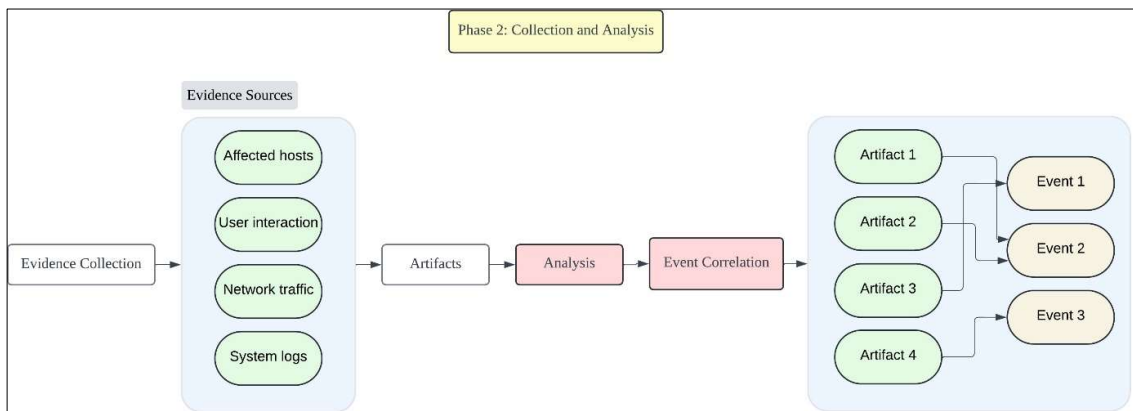 Phase 2: Collection and Analysis
Evidence Sources
Affected hosts
User interaction
Network traffic
System logs
Evidence Collection
Artifacts
Analysis
Event Correlation
Artifact 1
Artifact 2
Artifact 3
Artifact 4
Event 1
Event 2
Event 3